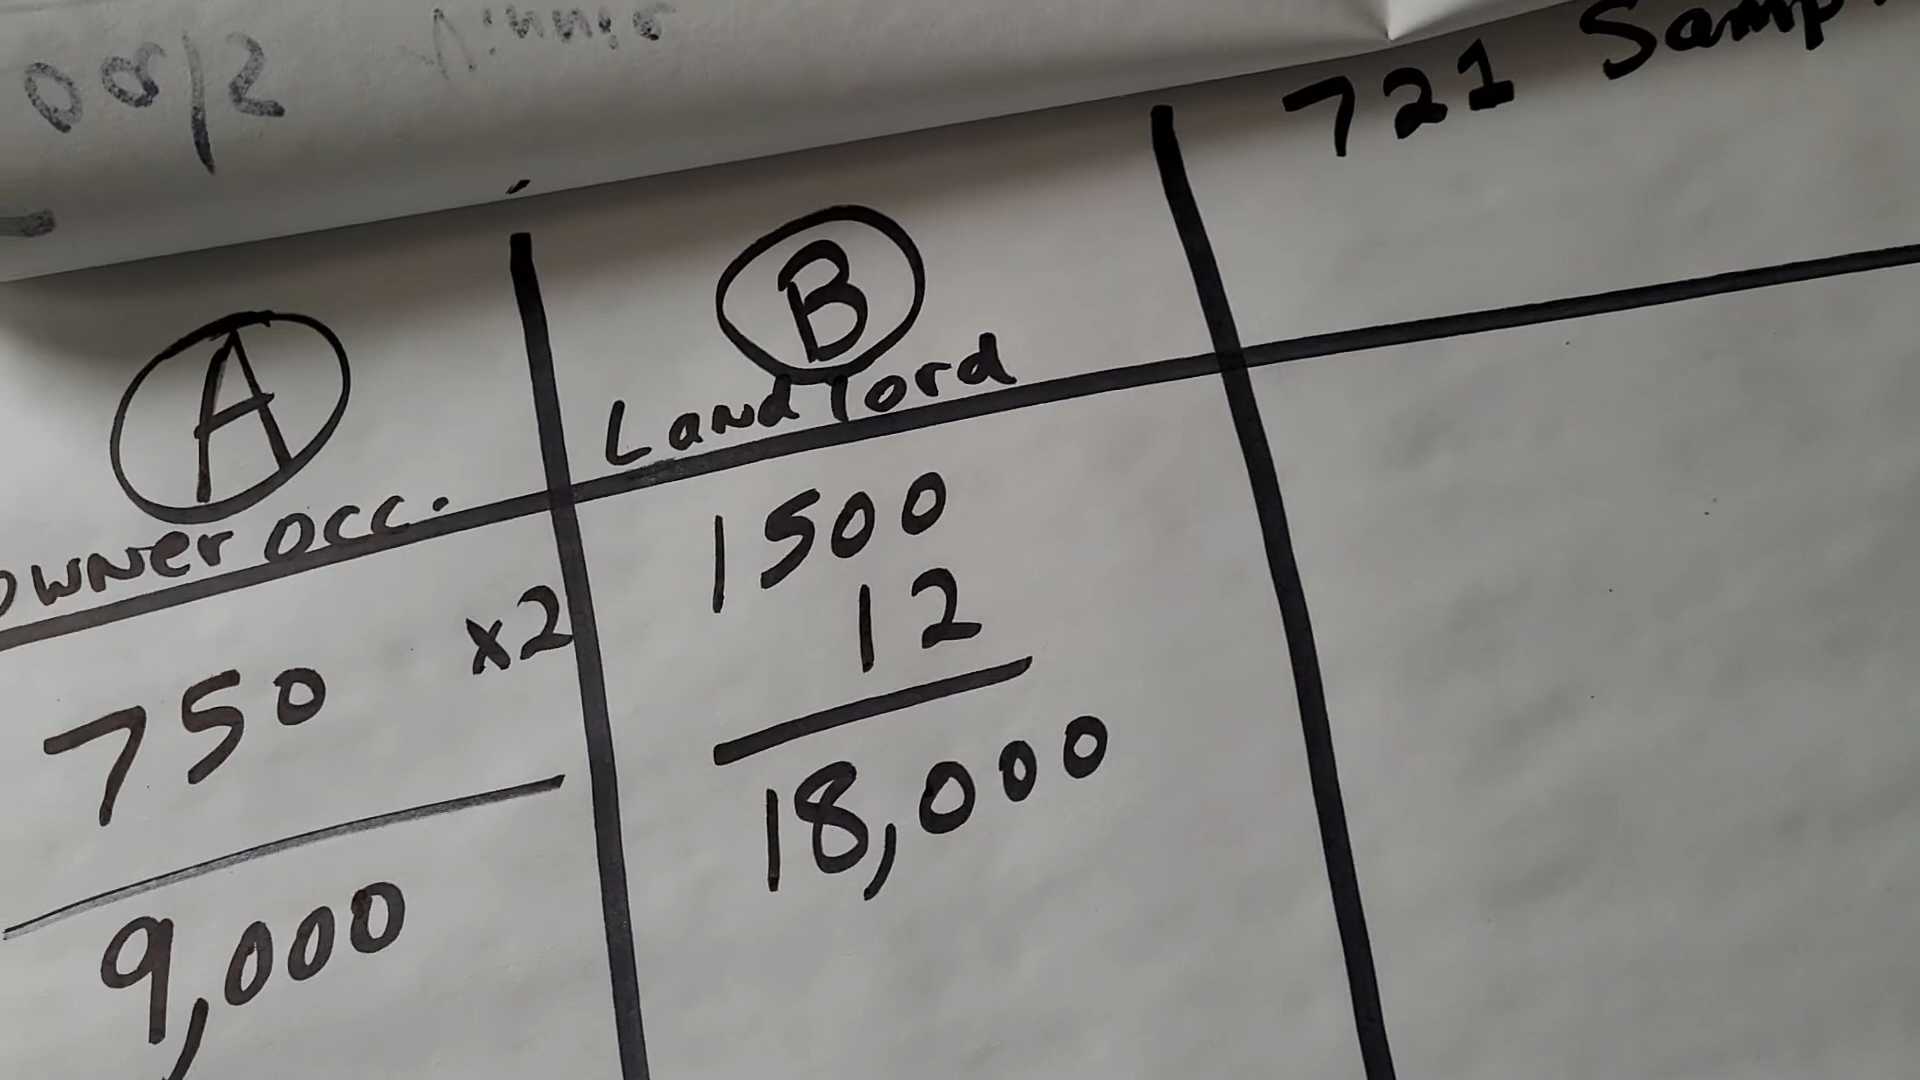 721 Samp
A
Owner occ.
750 x2
9,000
B
Landlord
1500
12
18,000